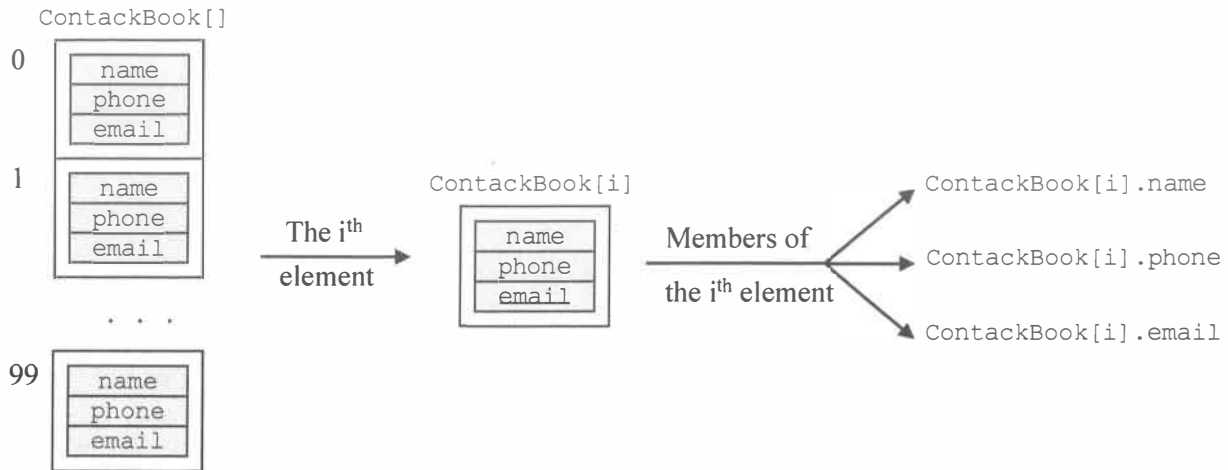 ContackBook[]
0
name
phone
email
1
name
phone
email
. . .
99
name
phone
email
The ith
element
ContackBook[i]
name
phone
email
Members of
the ith element
ContackBook[i].name
ContackBook[i].phone
ContackBook[i].email